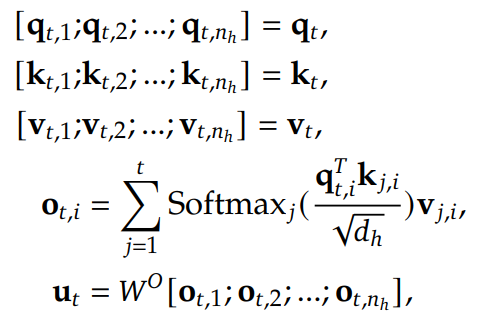 [q_{t,1};q_{t,2}; ...; q_{t,n_h}] = q_t,
[k_{t,1};k_{t,2}; ...; k_{t,n_h}] = k_t,
[v_{t,1};v_{t,2}; ...; v_{t,n_h}] = v_t,
o_{t,i} = \sum_{j=1}^{t} Softmax_j(\frac{q_{t,i}^T k_{j,i}}{\sqrt{d_h}})v_{j,i},
u_t = W^O[o_{t,1}; o_{t,2}; ...; o_{t,n_h}],